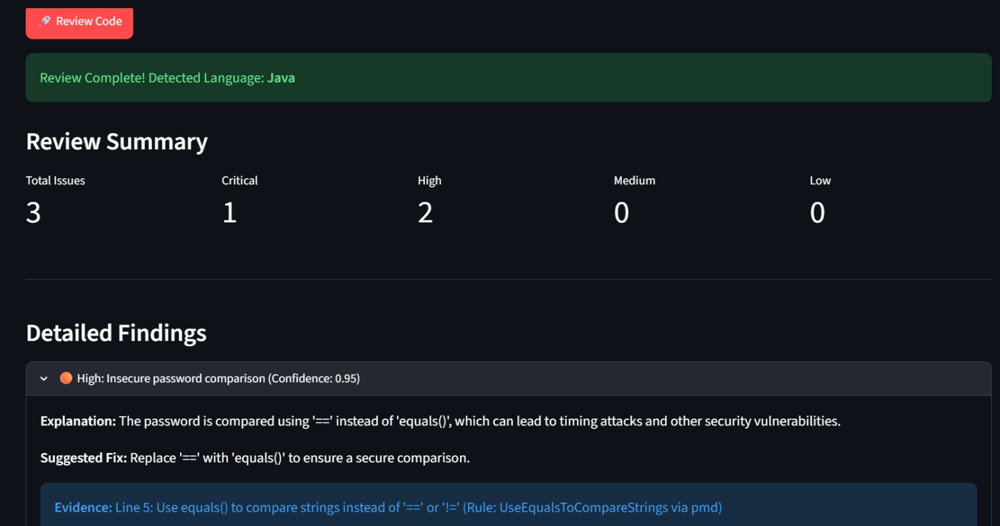 🚀 Review Code
Review Complete! Detected Language: Java
Review Summary
Total Issues
Critical
High
Medium
Low
3
1
2
0
0
Detailed Findings
High: Insecure password comparison (Confidence: 0.95)
Explanation: The password is compared using '==' instead of 'equals()', which can lead to timing attacks and other security vulnerabilities.
Suggested Fix: Replace '==' with 'equals()' to ensure a secure comparison.
Evidence: Line 5: Use equals() to compare strings instead of '==' or '!=' (Rule: UseEqualsToCompareStrings via pmd)